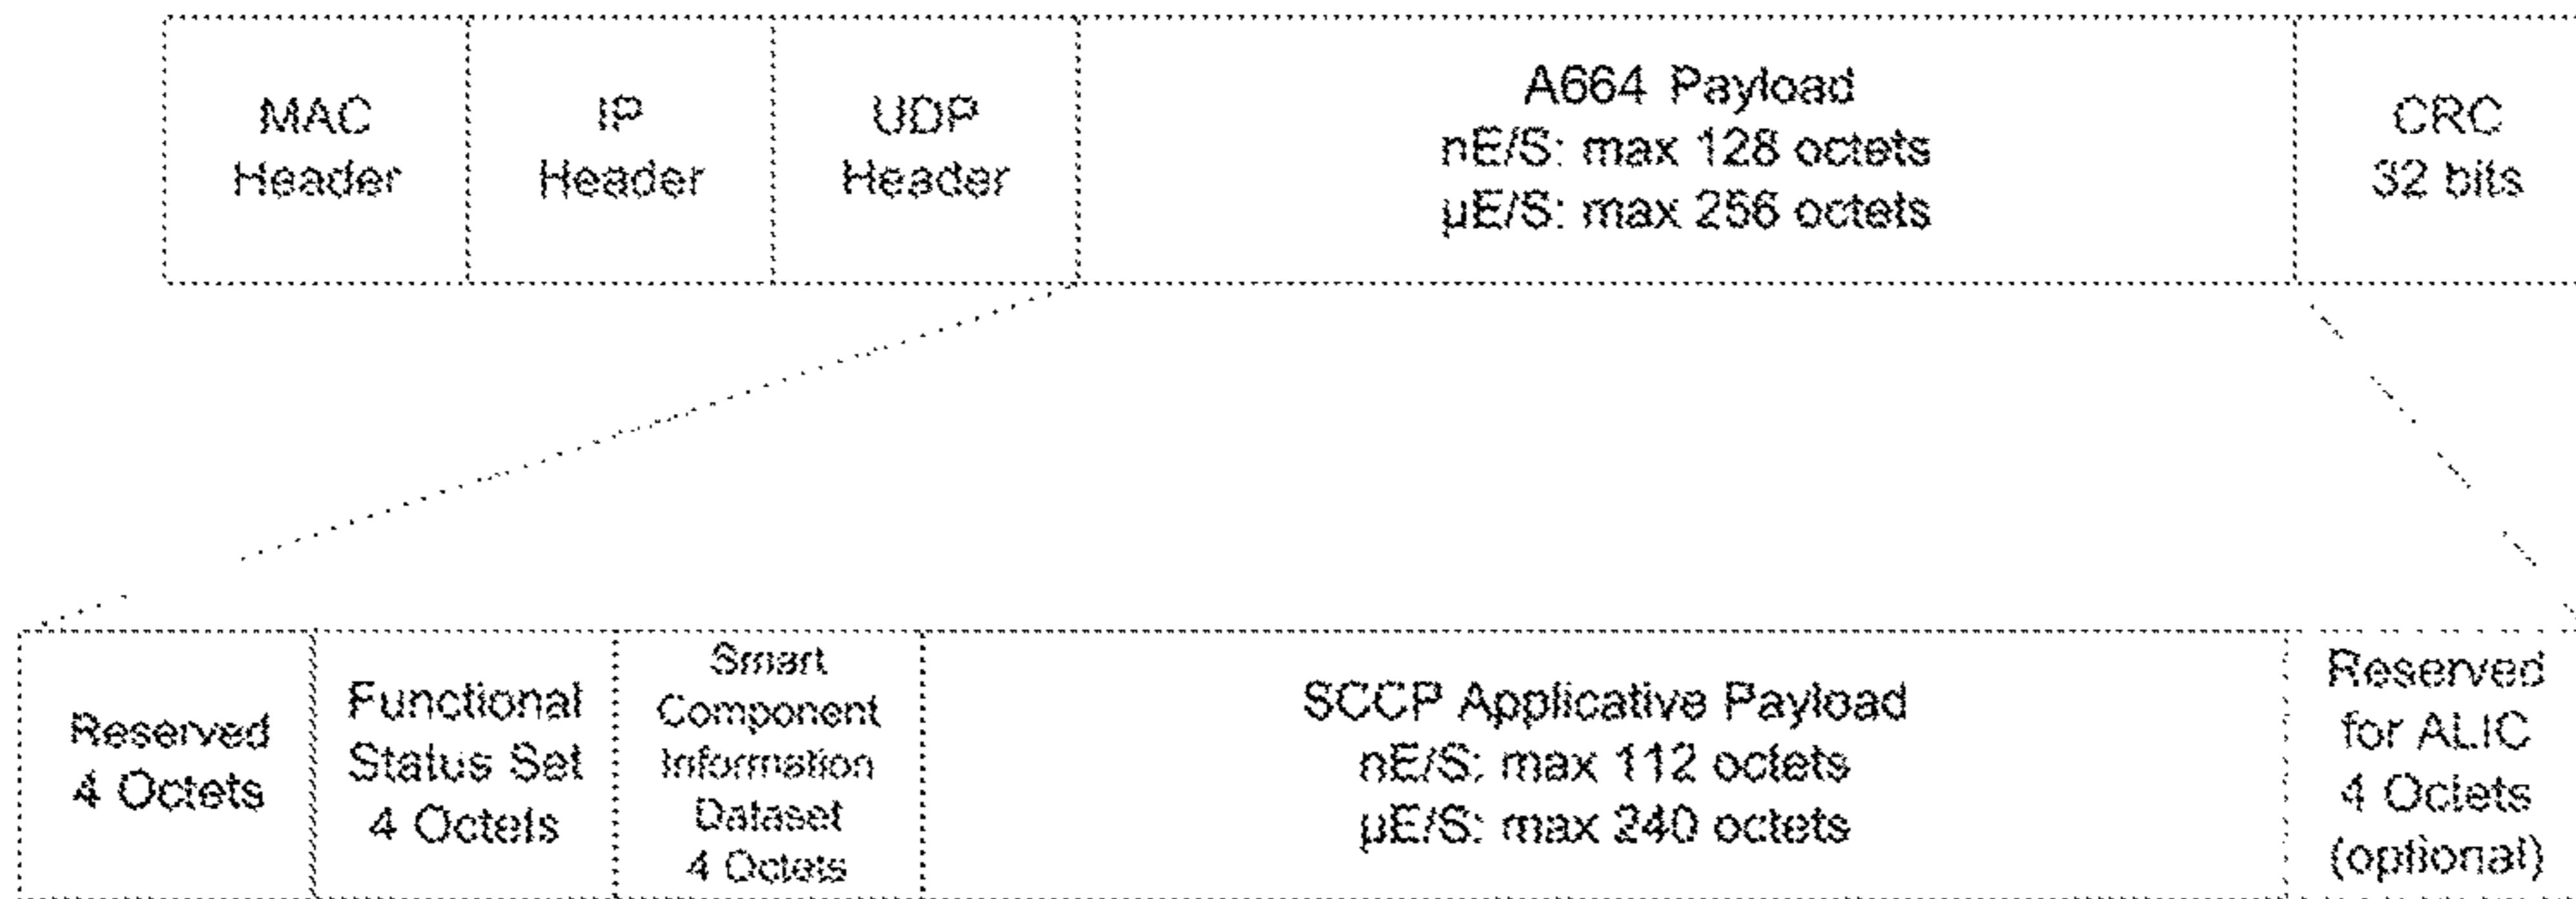 MAC
Header
IP
Header
UDP
Header
A664 Payload
nE/S: max 128 octets
µE/S: max 256 octets
CRC
32 bits
Reserved
4 Octets
Functional
Status Set
4 Octets
Smart
Component
Information
Dataset
4 Octets
SCCP Applicative Payload
nE/S: max 112 octets
µE/S: max 240 octets
Reserved
for ALIC
4 Octets
(optional)